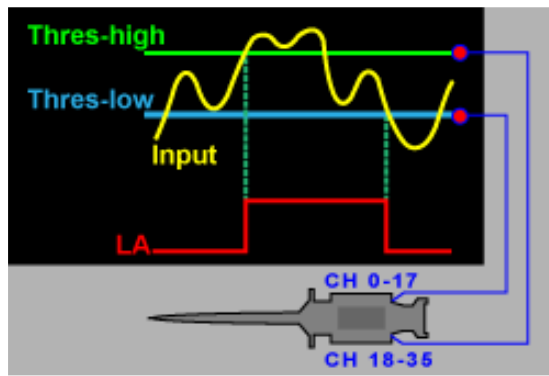 Thres-high
Thres-low
Input
LA
CH 0-17
CH 18-35